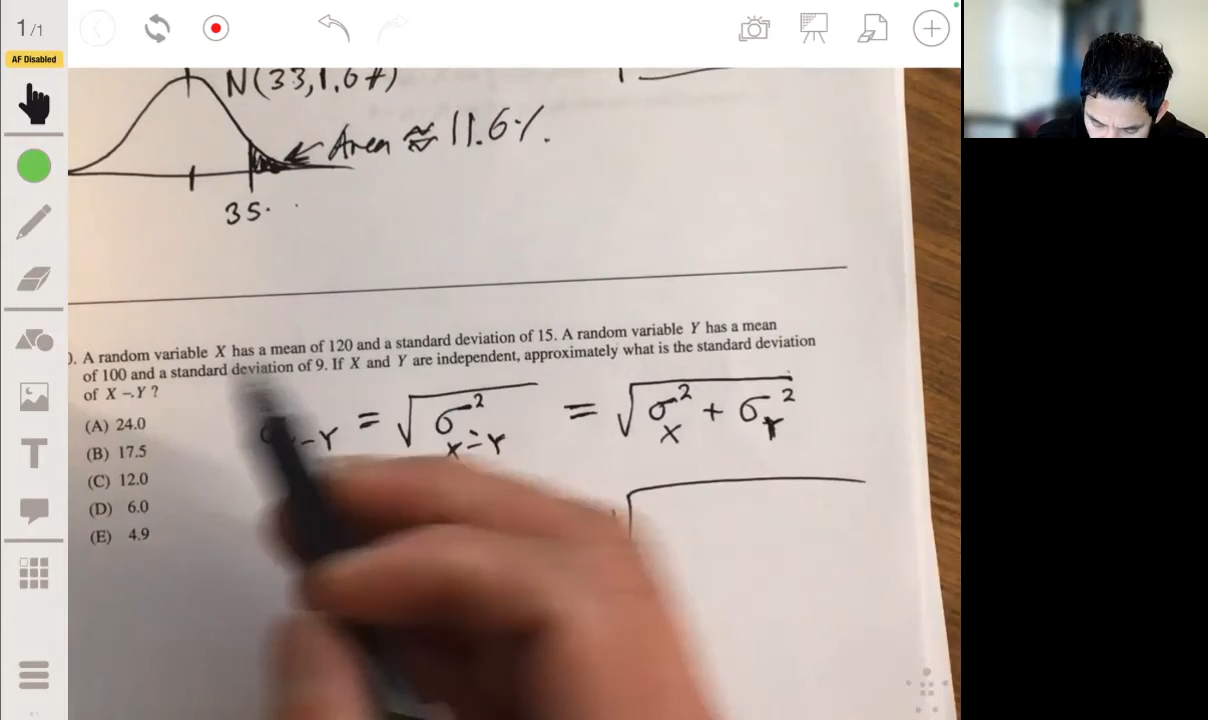 1/1
AF Disabled
N(33,1.67)
Area ≈ 11.6%.
35.
). A random variable X has a mean of 120 and a standard deviation of 15. A random variable Y has a mean
of 100 and a standard deviation of 9. If X and Y are independent, approximately what is the standard deviation
of X – Y ?
(A) 24.0
(B) 17.5
(C) 12.0
(D) 6.0
(E) 4.9
–Y = √σ²X–Y = √σ²X + σY²
T